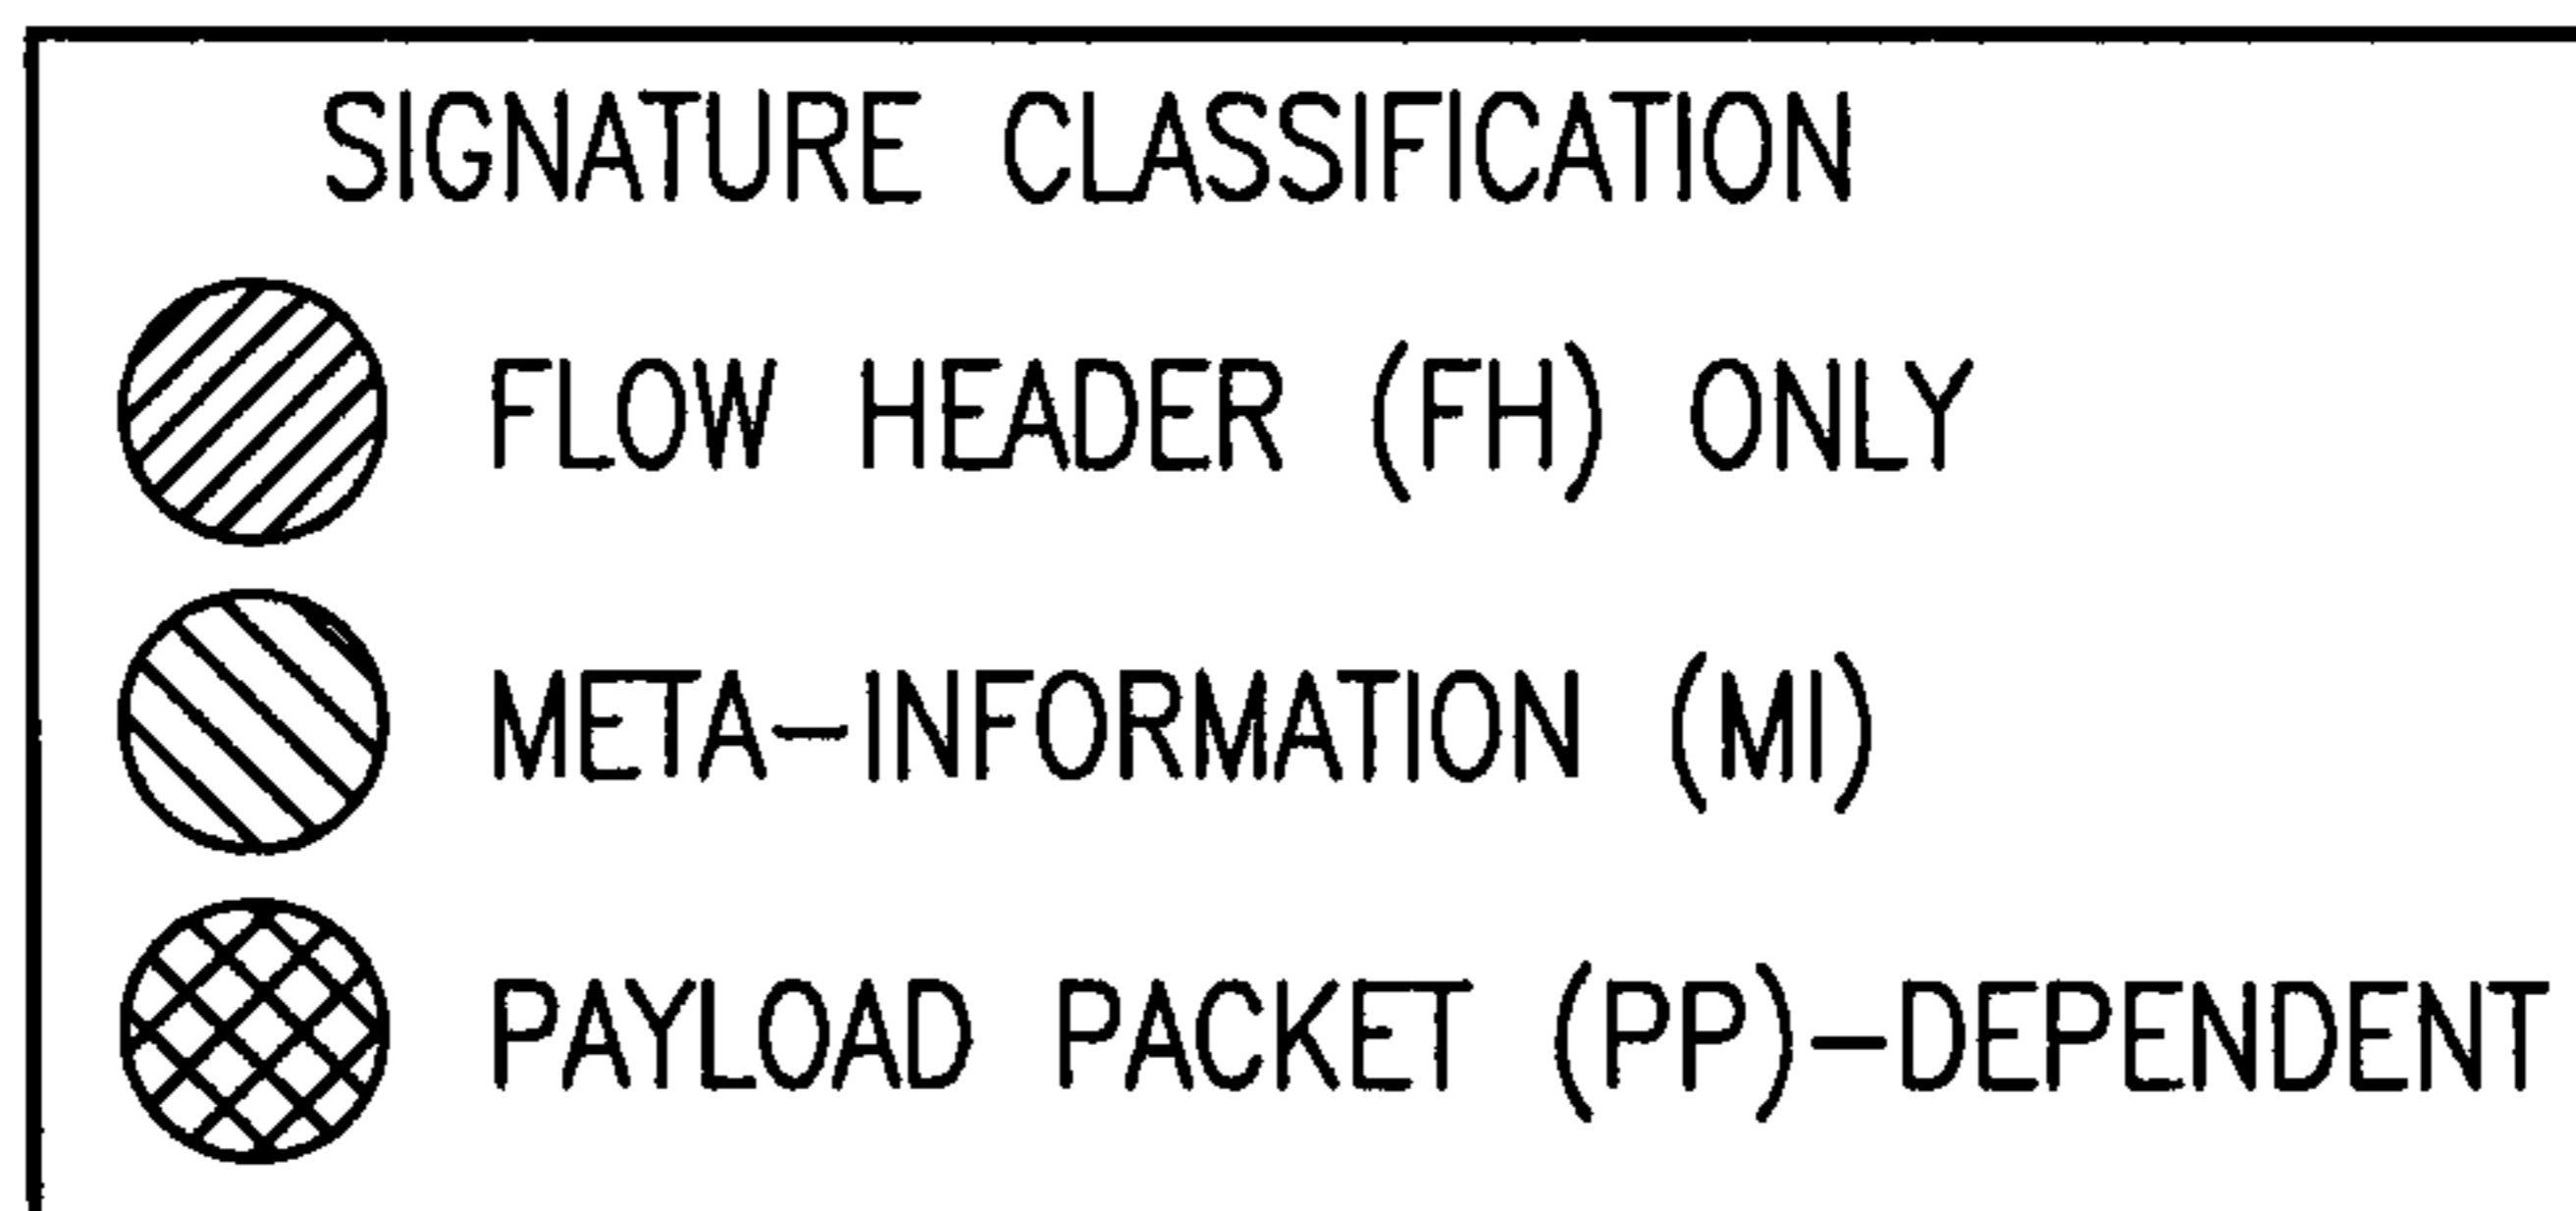 SIGNATURE CLASSIFICATION
FLOW HEADER (FH) ONLY
META-INFORMATION (MI)
PAYLOAD PACKET (PP)-DEPENDENT